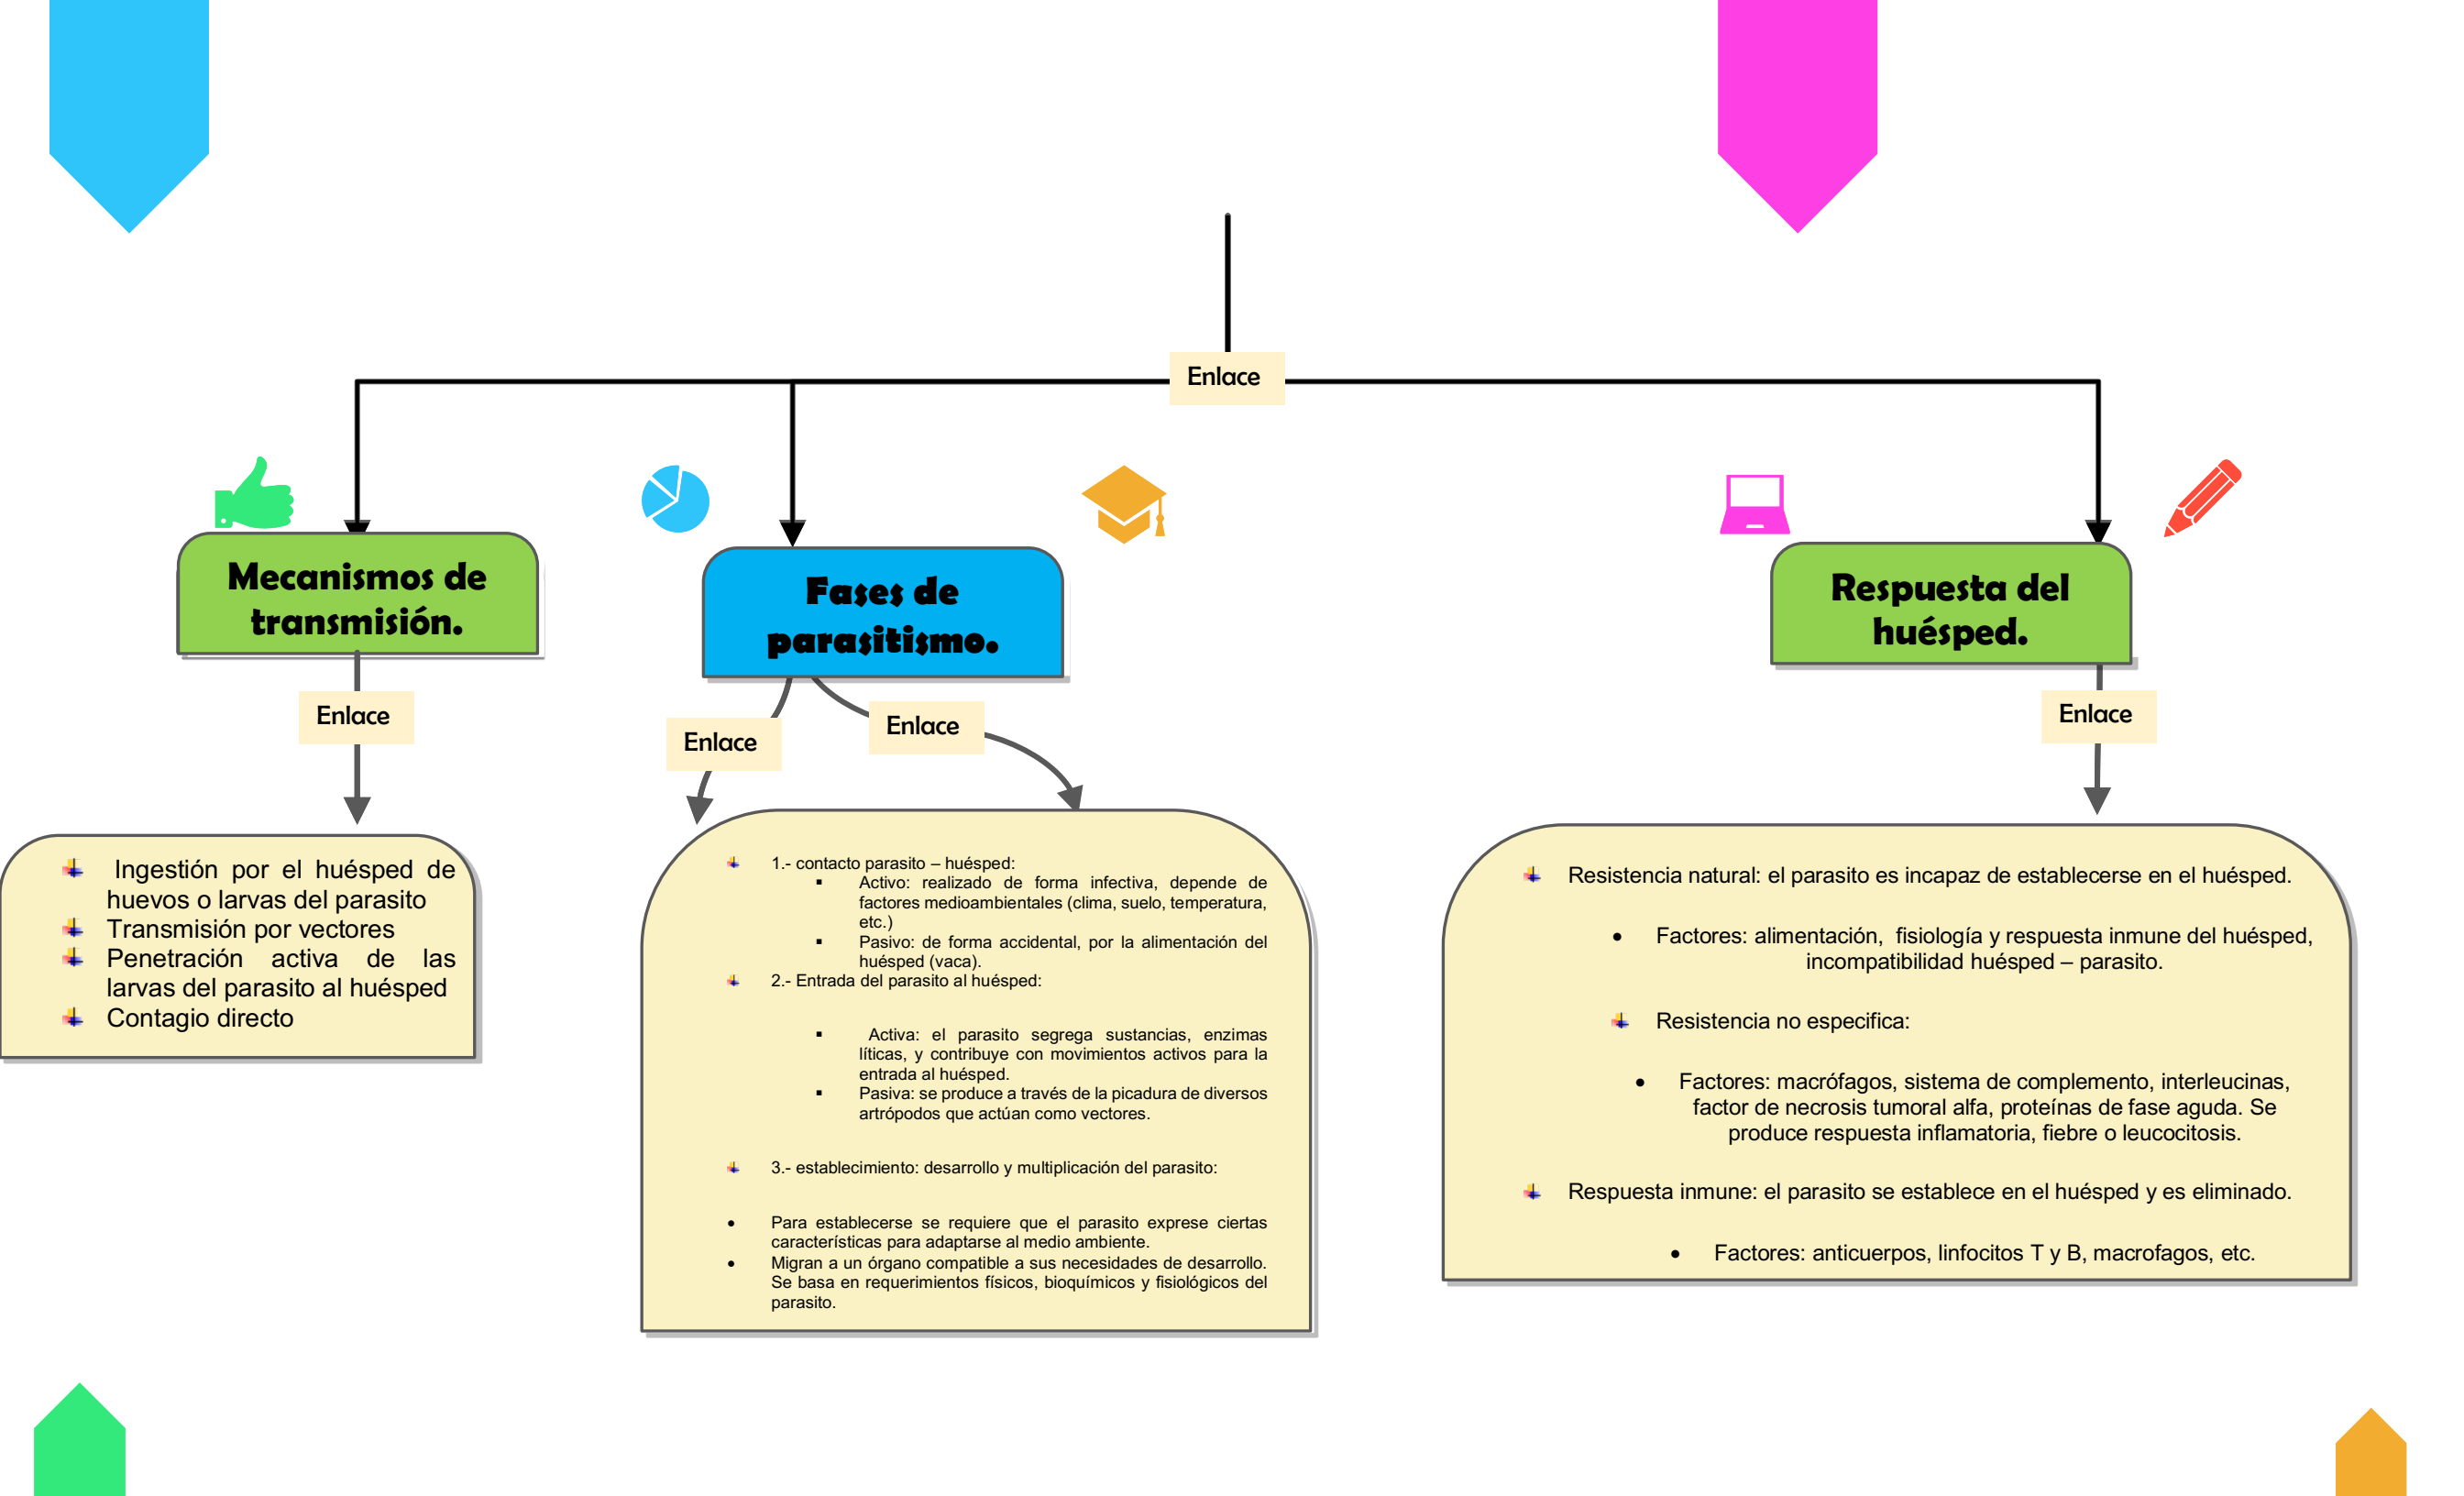 Enlace
Mecanismos de
transmisión.
Enlace
Ingestión por el huésped de
huevos o larvas del parasito
Transmisión por vectores
Penetración activa de las
larvas del parasito al huésped
Contagio directo
Fases de
parasitismo.
Enlace
Enlace
1.- contacto parasito – huésped:
Activo: realizado de forma infectiva, depende de
factores medioambientales (clima, suelo, temperatura,
etc.)
Pasivo: de forma accidental, por la alimentación del
huésped (vaca).
2.- Entrada del parasito al huésped:
Activa: el parasito segrega sustancias, enzimas
líticas, y contribuye con movimientos activos para la
entrada al huésped.
Pasiva: se produce a través de la picadura de diversos
artrópodos que actúan como vectores.
3.- establecimiento: desarrollo y multiplicación del parasito:
Para establecerse se requiere que el parasito exprese ciertas
características para adaptarse al medio ambiente.
Migran a un órgano compatible a sus necesidades de desarrollo.
Se basa en requerimientos físicos, bioquímicos y fisiológicos del
parasito.
Respuesta del
huésped.
Enlace
Resistencia natural: el parasito es incapaz de establecerse en el huésped.
Factores: alimentación, fisiología y respuesta inmune del huésped,
incompatibilidad huésped – parasito.
Resistencia no especifica:
Factores: macrófagos, sistema de complemento, interleucinas,
factor de necrosis tumoral alfa, proteínas de fase aguda. Se
produce respuesta inflamatoria, fiebre o leucocitosis.
Respuesta inmune: el parasito se establece en el huésped y es eliminado.
Factores: anticuerpos, linfocitos T y B, macrofagos, etc.